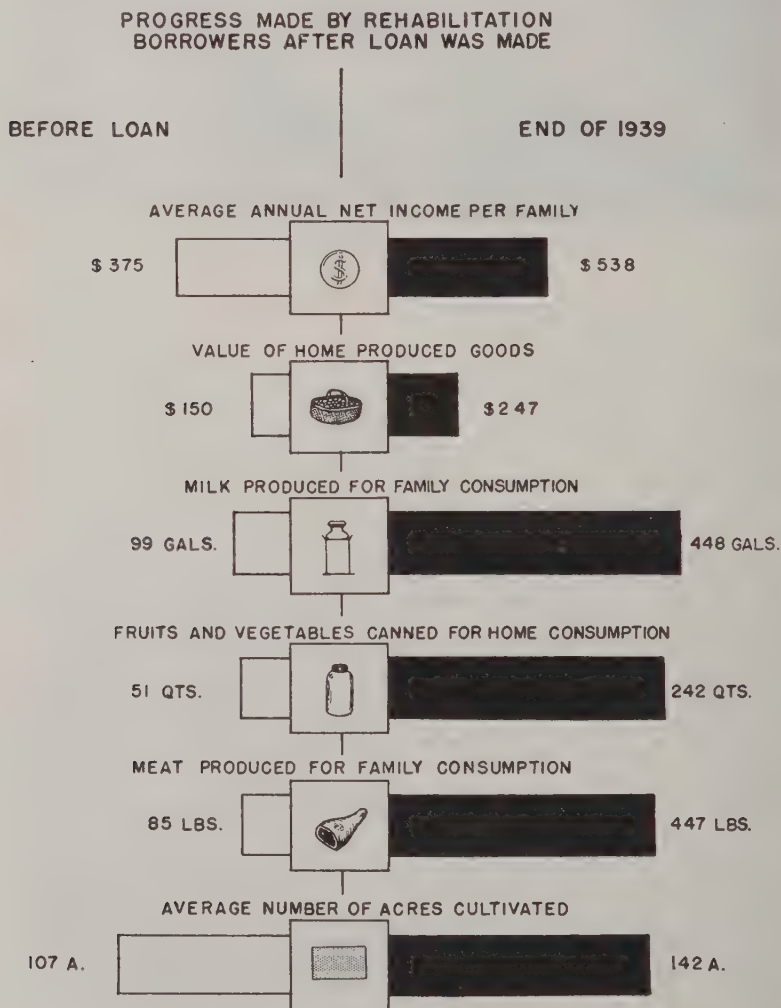 PROGRESS MADE BY REHABILITATION
BORROWERS AFTER LOAN WAS MADE
BEFORE LOAN
END OF 1939
AVERAGE ANNUAL NET INCOME PER FAMILY
$ 375
$ 538
VALUE OF HOME PRODUCED GOODS
$ 150
$ 247
MILK PRODUCED FOR FAMILY CONSUMPTION
99 GALS.
448 GALS.
FRUITS AND VEGETABLES CANNED FOR HOME CONSUMPTION
51 QTS.
242 QTS.
MEAT PRODUCED FOR FAMILY CONSUMPTION
85 LBS.
447 LBS.
AVERAGE NUMBER OF ACRES CULTIVATED
107 A.
142 A.